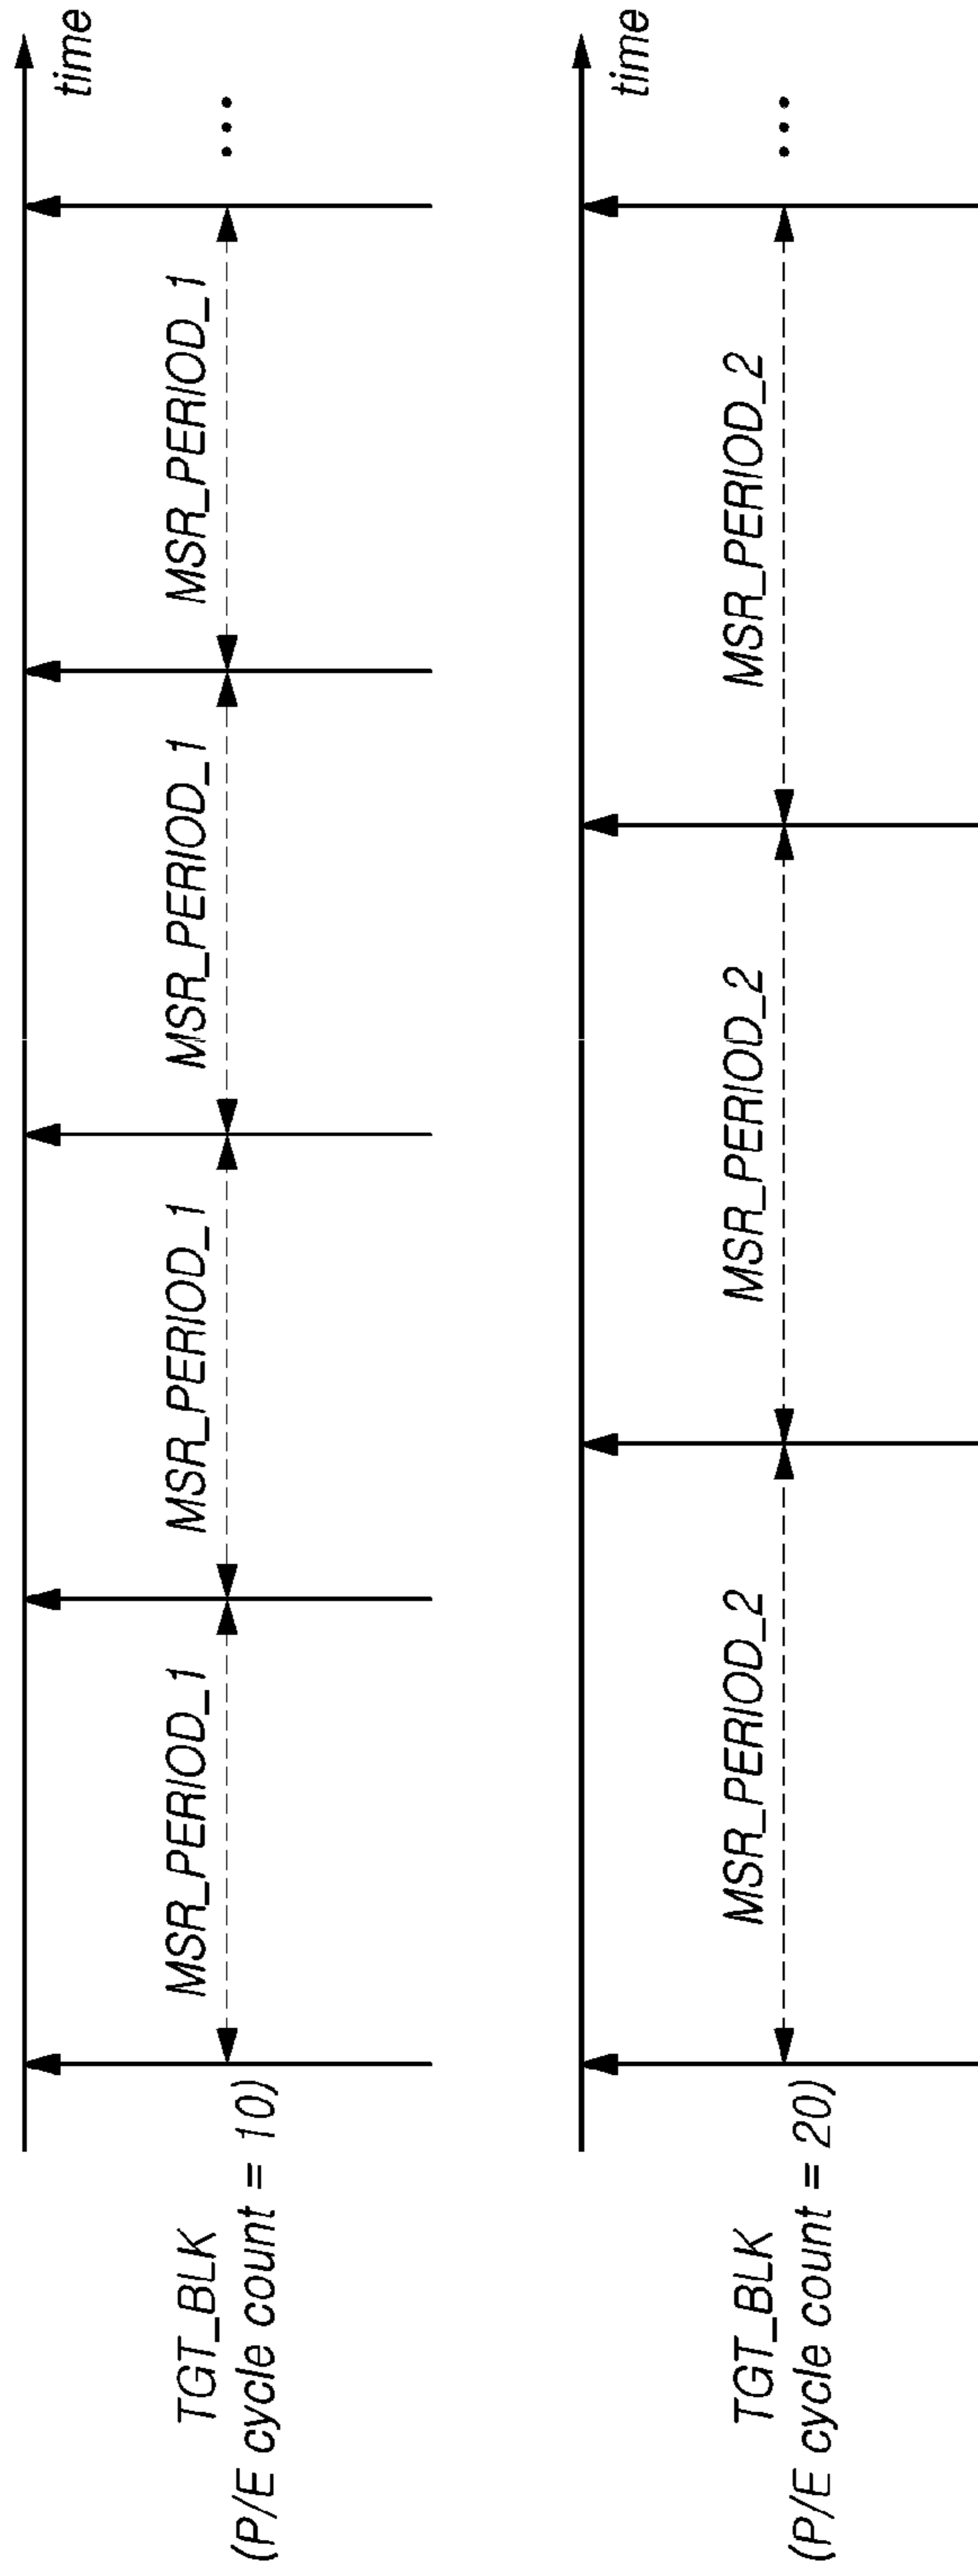 TGT_BLK
(P/E cycle count = 10)
MSR_PERIOD_1
MSR_PERIOD_1
MSR_PERIOD_1
MSR_PERIOD_1
...
time
TGT_BLK
(P/E cycle count = 20)
MSR_PERIOD_2
MSR_PERIOD_2
MSR_PERIOD_2
...
time